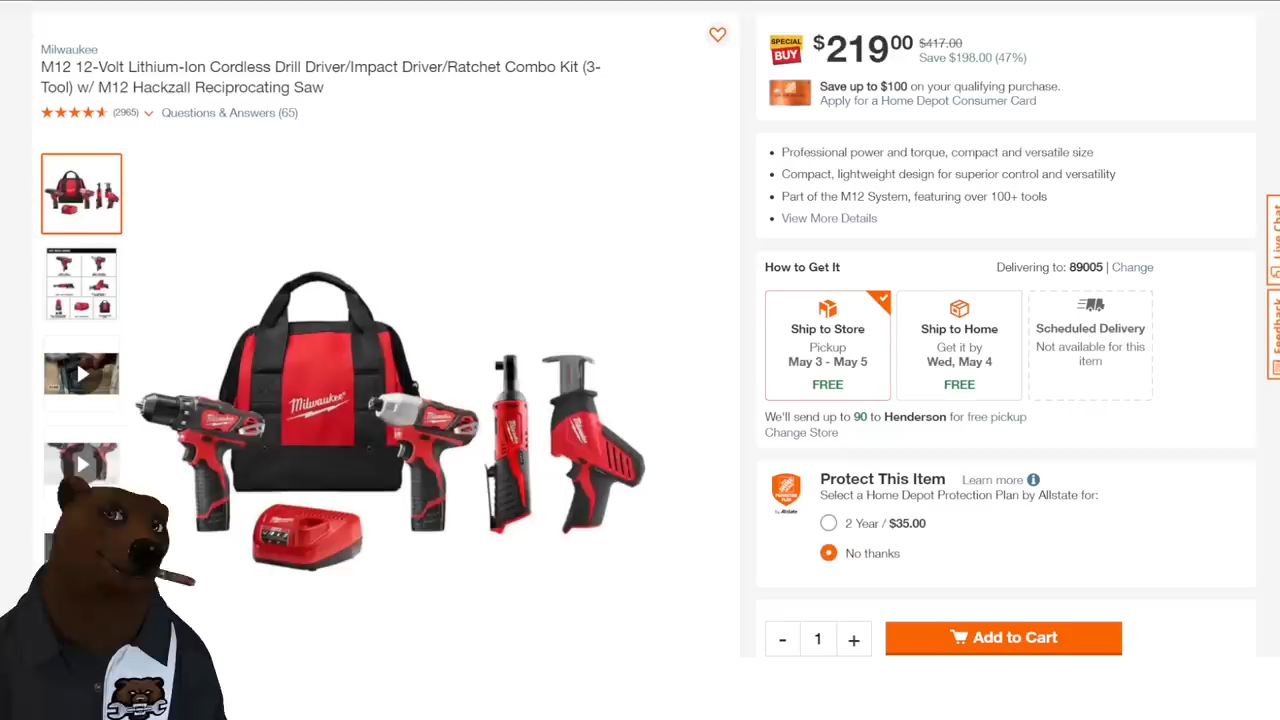 Milwaukee
M12 12-Volt Lithium-Ion Cordless Drill Driver/Impact Driver/Ratchet Combo Kit (3-
Tool) w/ M12 Hackzall Reciprocating Saw
(2965) Questions & Answers (65)
Milwaukee
SPECIAL
BUY
$219.00 $417.00
Save $198.00 (47%)
Save up to $100 on your qualifying purchase.
Apply for a Home Depot Consumer Card
• Professional power and torque, compact and versatile size
• Compact, lightweight design for superior control and versatility
• Part of the M12 System, featuring over 100+ tools
• View More Details
How to Get It Delivering to: 89005 | Change
Ship to Store
Pickup
May 3 - May 5
FREE
Ship to Home
Get it by
Wed, May 4
FREE
Scheduled Delivery
Not available for this
item
We'll send up to 90 to Henderson for free pickup
Change Store
Protect This Item Learn more
Select a Home Depot Protection Plan by Allstate for:
2 Year / $35.00
No thanks
- 1 + Add to Cart
Live Chat
Feedback